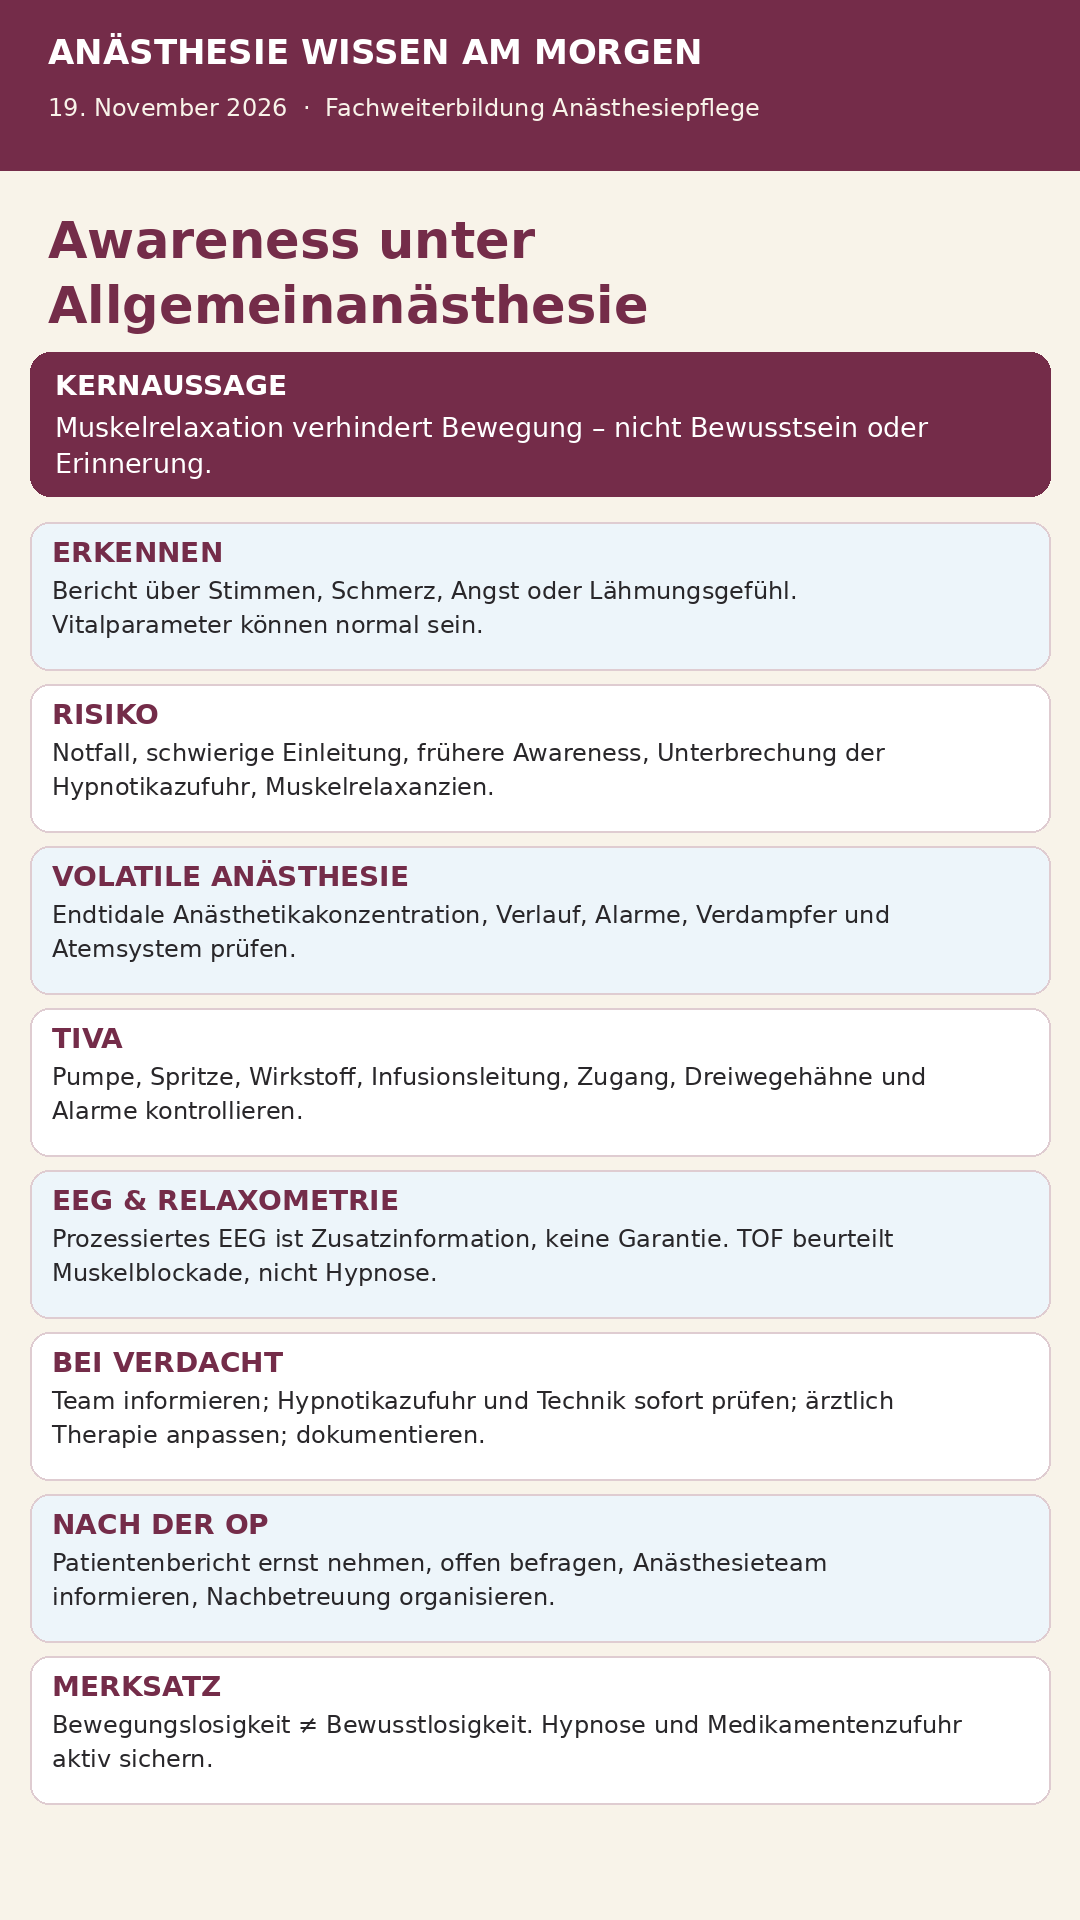 ANÄSTHESIE WISSEN AM MORGEN
19. November 2026 · Fachweiterbildung Anästhesiepflege
Awareness unter
Allgemeinanästhesie
KERNAUSSAGE
Muskelrelaxation verhindert Bewegung – nicht Bewusstsein oder
Erinnerung.
ERKENNEN
Bericht über Stimmen, Schmerz, Angst oder Lähmungsgefühl.
Vitalparameter können normal sein.
RISIKO
Notfall, schwierige Einleitung, frühere Awareness, Unterbrechung der
Hypnotikazufuhr, Muskelrelaxanzien.
VOLATILE ANÄSTHESIE
Endtidale Anästhetikakonzentration, Verlauf, Alarme, Verdampfer und
Atemsystem prüfen.
TIVA
Pumpe, Spritze, Wirkstoff, Infusionsleitung, Zugang, Dreiwegehähne und
Alarme kontrollieren.
EEG & RELAXOMETRIE
Prozessiertes EEG ist Zusatzinformation, keine Garantie. TOF beurteilt
Muskelblockade, nicht Hypnose.
BEI VERDACHT
Team informieren; Hypnotikazufuhr und Technik sofort prüfen; ärztlich
Therapie anpassen; dokumentieren.
NACH DER OP
Patientenbericht ernst nehmen, offen befragen, Anästhesieteam
informieren, Nachbetreuung organisieren.
MERKSATZ
Bewegungslosigkeit ≠ Bewusstlosigkeit. Hypnose und Medikamentenzufuhr
aktiv sichern.